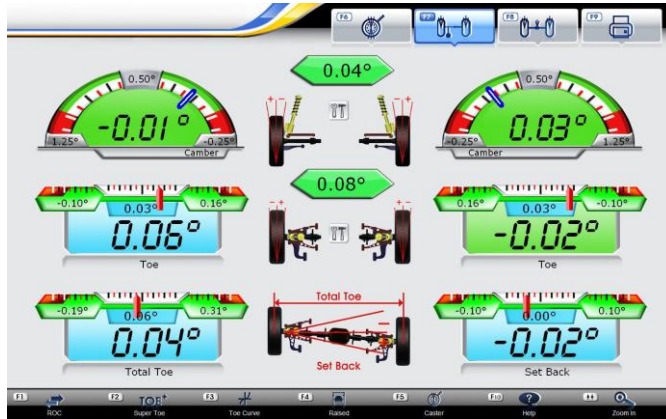 F6 F7 F8 F9
0.50° 0.04° 0.50°
-0.01° 0.03°
1.25° -0.25° -0.25° 1.25°
Camber Camber
0.08°
-0.10° 0.03° 0.16° 0.16° 0.03° -0.10°
0.06° -0.02°
Toe Toe
Total Toe
-0.19° 0.06° 0.31° -0.10° 0.00° 0.10°
0.04° -0.02°
Set Back
Total Toe Set Back
F1 F2 TOE+ F3 F4 F5 F10
ROC Super Toe Toe Curve Raised Caster Help Zoom in